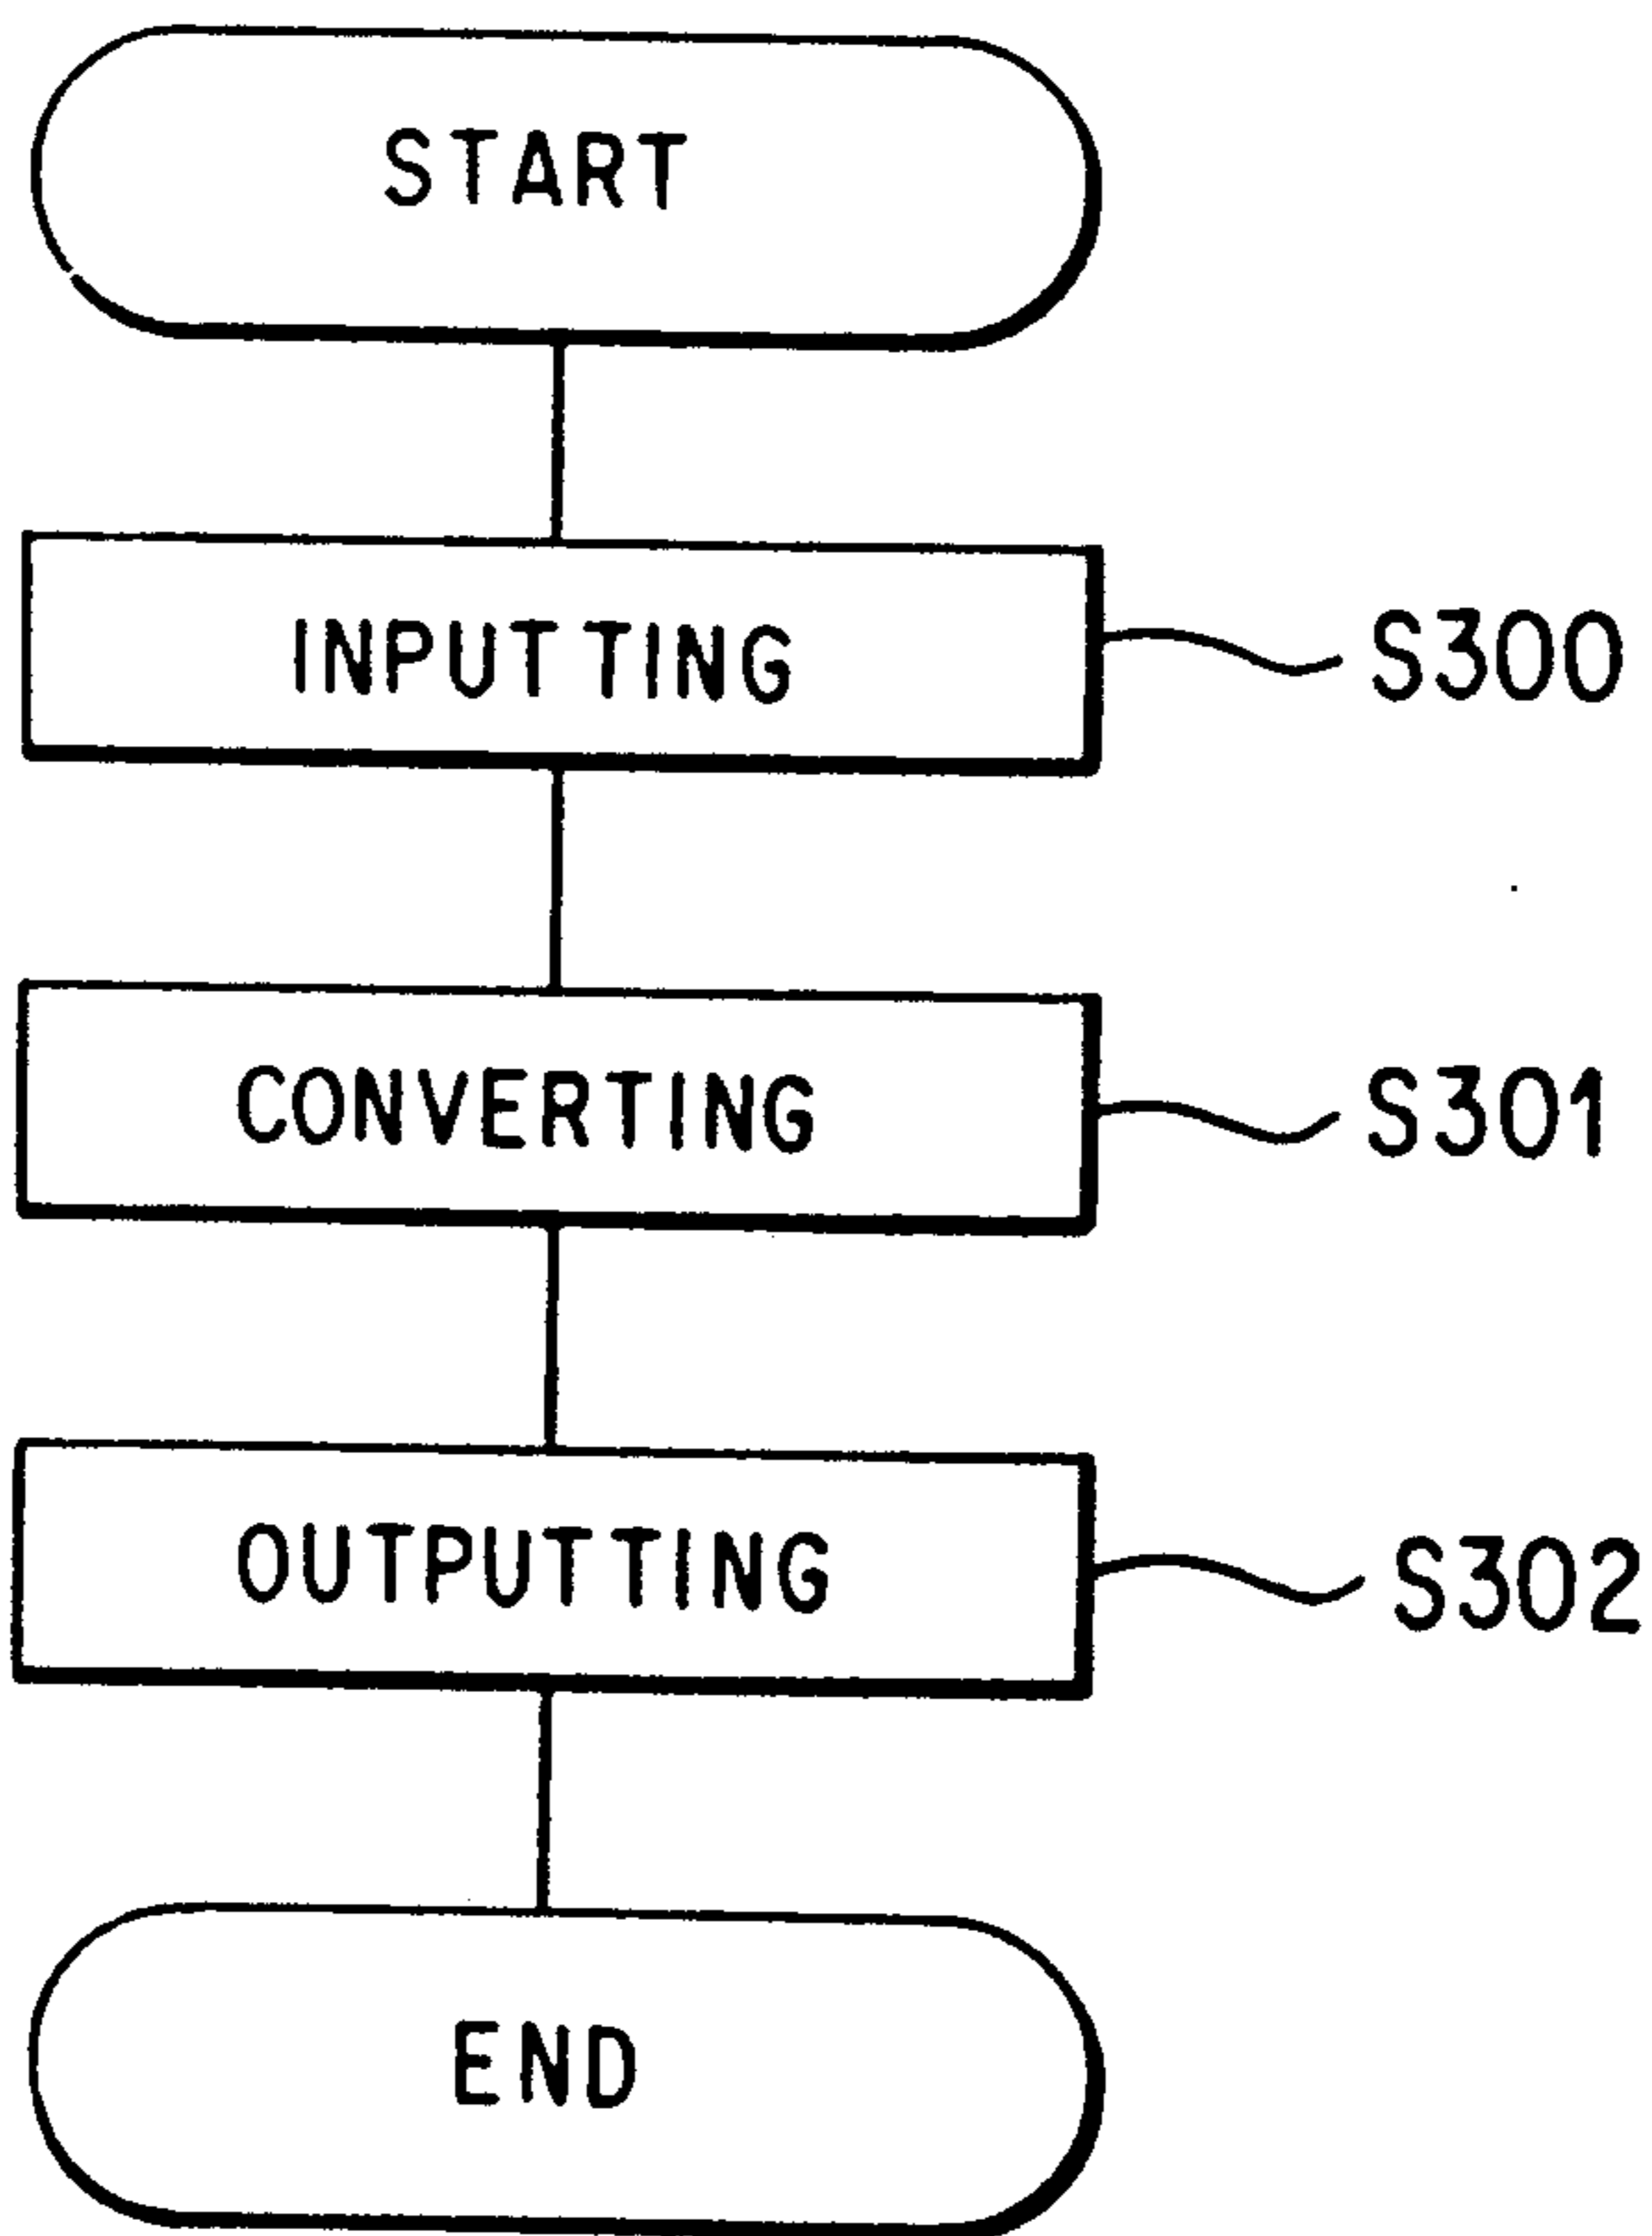 START
INPUTTING
S300
CONVERTING
S301
OUTPUTTING
S302
END